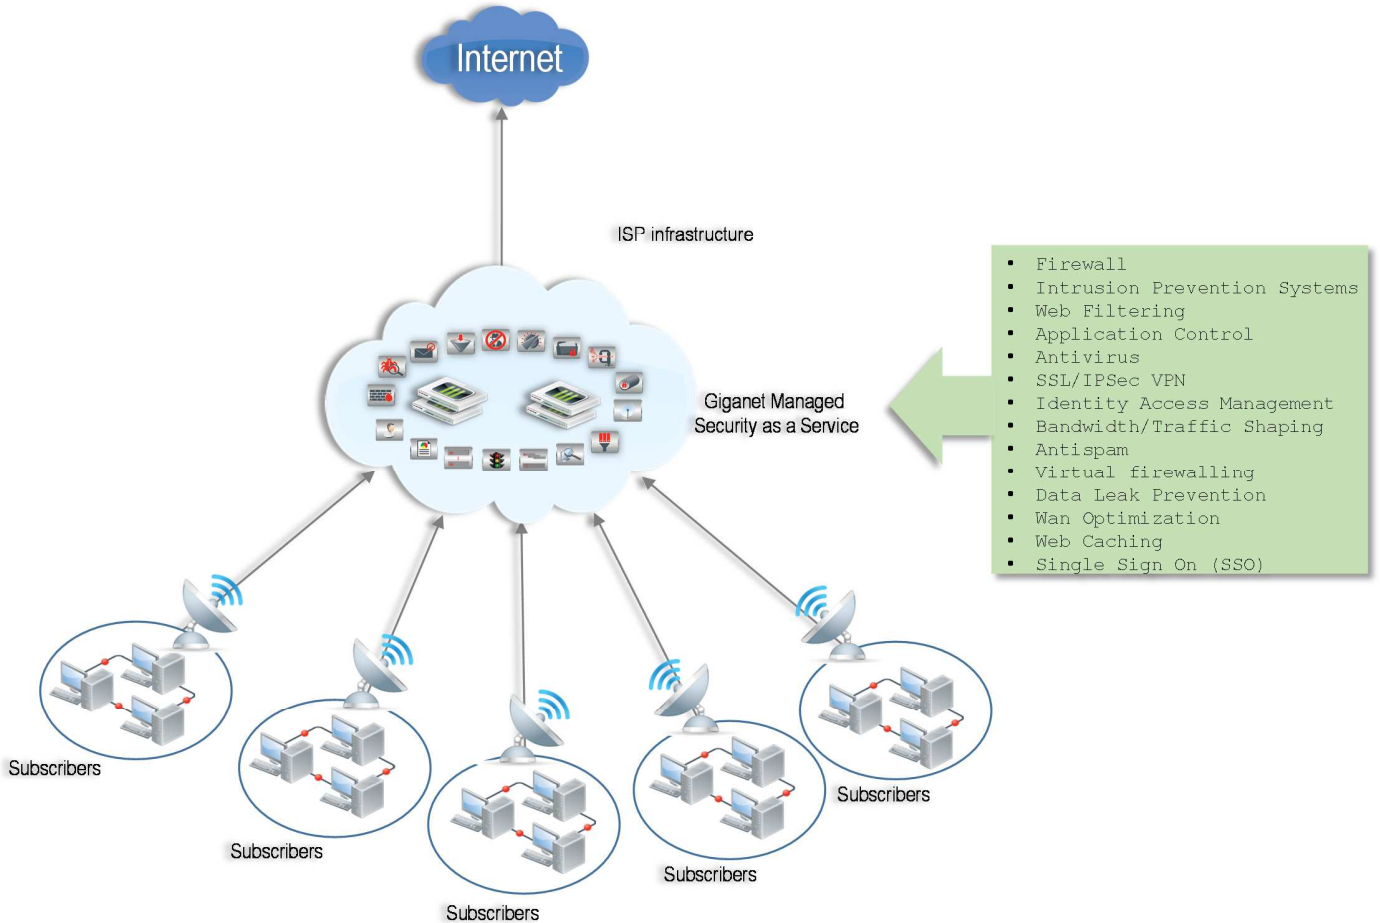 Internet
ISP infrastructure
Giganet Managed
Security as a Service
▪ Firewall
▪ Intrusion Prevention Systems
▪ Web Filtering
▪ Application Control
▪ Antivirus
▪ SSL/IPSec VPN
▪ Identity Access Management
▪ Bandwidth/Traffic Shaping
▪ Antispam
▪ Virtual firewalling
▪ Data Leak Prevention
▪ Wan Optimization
▪ Web Caching
▪ Single Sign On (SSO)
Subscribers
Subscribers
Subscribers
Subscribers
Subscribers